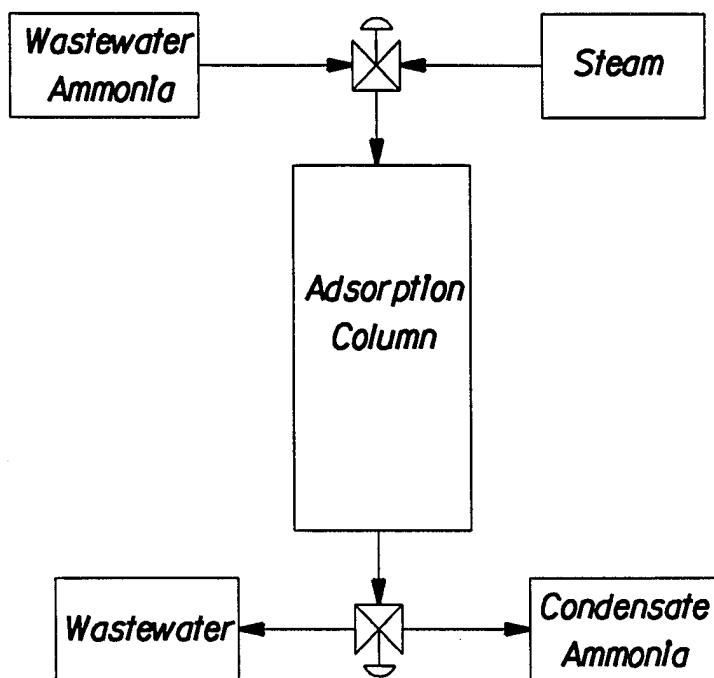 Wastewater
Ammonia
Steam
Adsorption
Column
Wastewater
Condensate
Ammonia